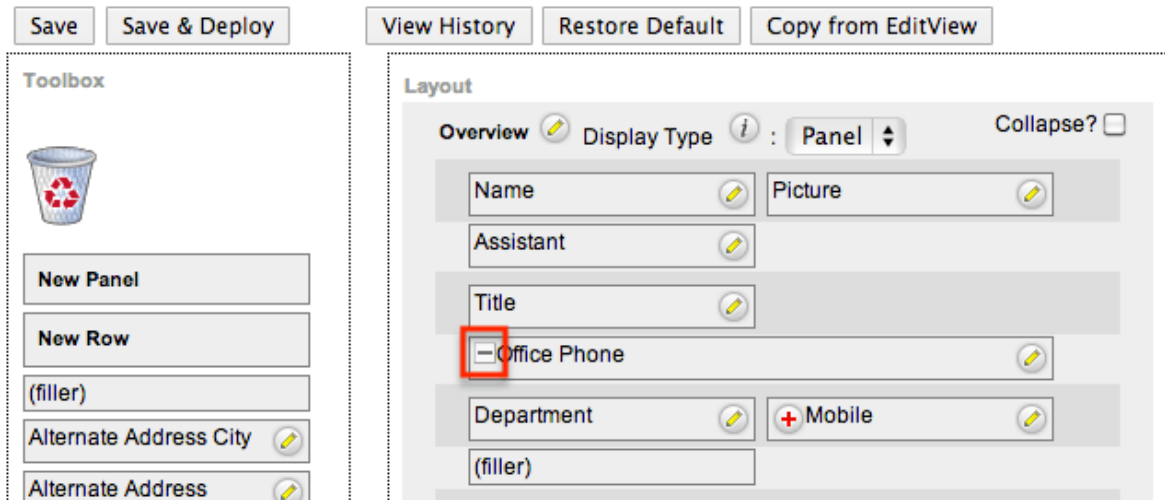 Save Save & Deploy View History Restore Default Copy from EditView
Toolbox
New Panel
New Row
(filler)
Alternate Address City
Alternate Address
Layout
Overview Display Type i : Panel Collapse?
Name Picture
Assistant
Title
Office Phone
Department Mobile
(filler)